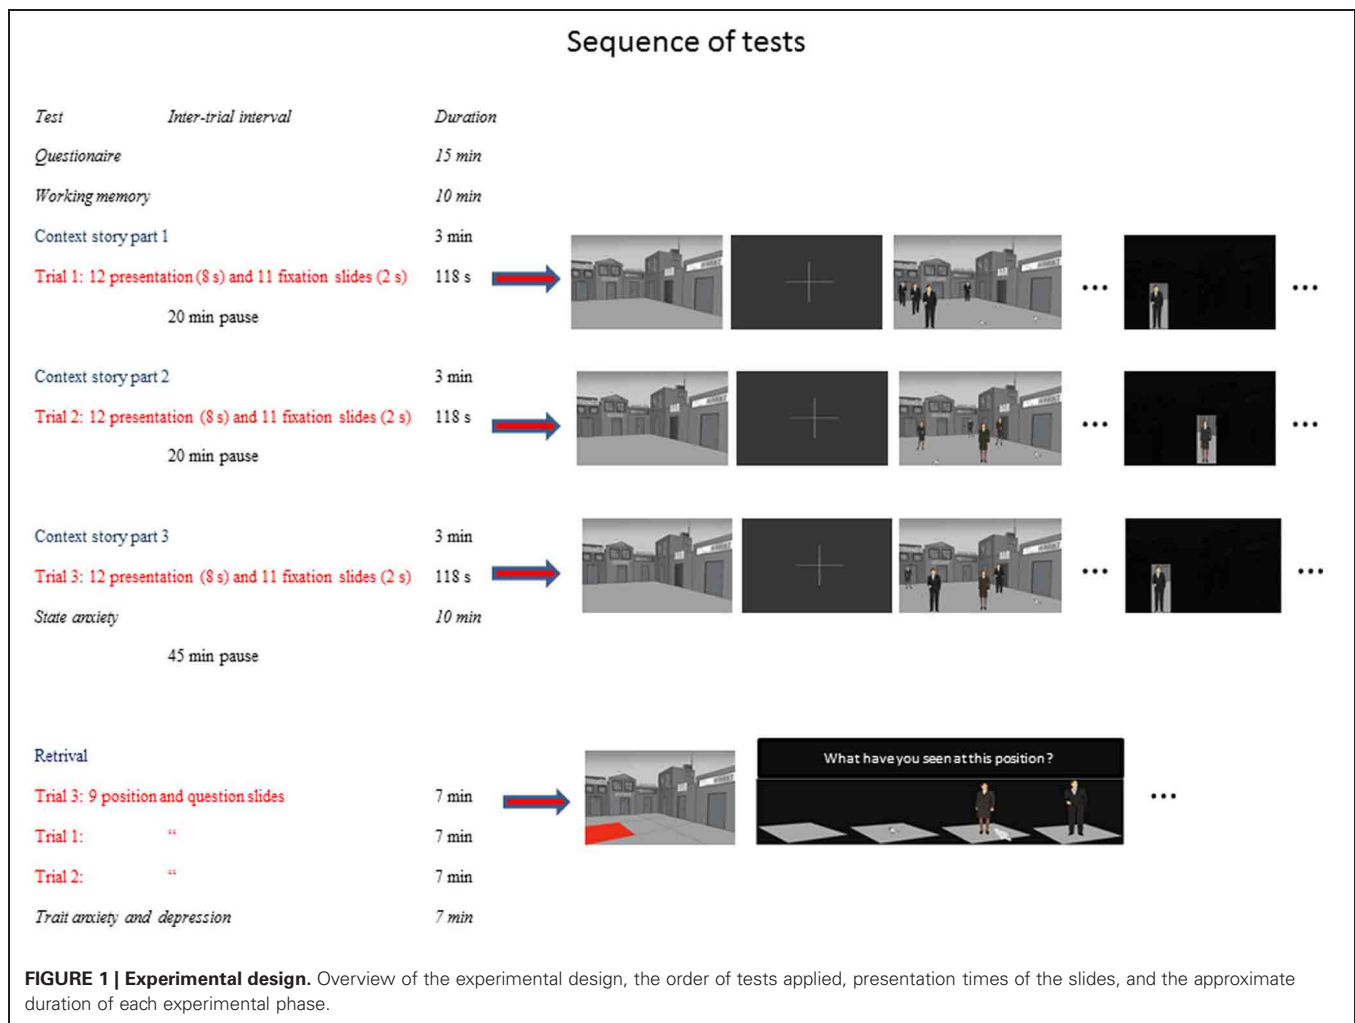 Sequence of tests
Test Inter-trial interval Duration
Questionaire 15 min
Working memory 10 min
Context story part 1 3 min
Trial 1: 12 presentation (8 s) and 11 fixation slides (2 s) 118 s
BAR
20 min pause
Context story part 2 3 min
Trial 2: 12 presentation (8 s) and 11 fixation slides (2 s) 118 s
BAR
20 min pause
Context story part 3 3 min
Trial 3: 12 presentation (8 s) and 11 fixation slides (2 s) 118 s
BAR
State anxiety 10 min
45 min pause
Retrival
What have you seen at this position ?
Trial 3: 9 position and question slides 7 min
Trial 1: “ 7 min
Trial 2: “ 7 min
Trait anxiety and depression 7 min
FIGURE 1 | Experimental design. Overview of the experimental design, the order of tests applied, presentation times of the slides, and the approximate
duration of each experimental phase.